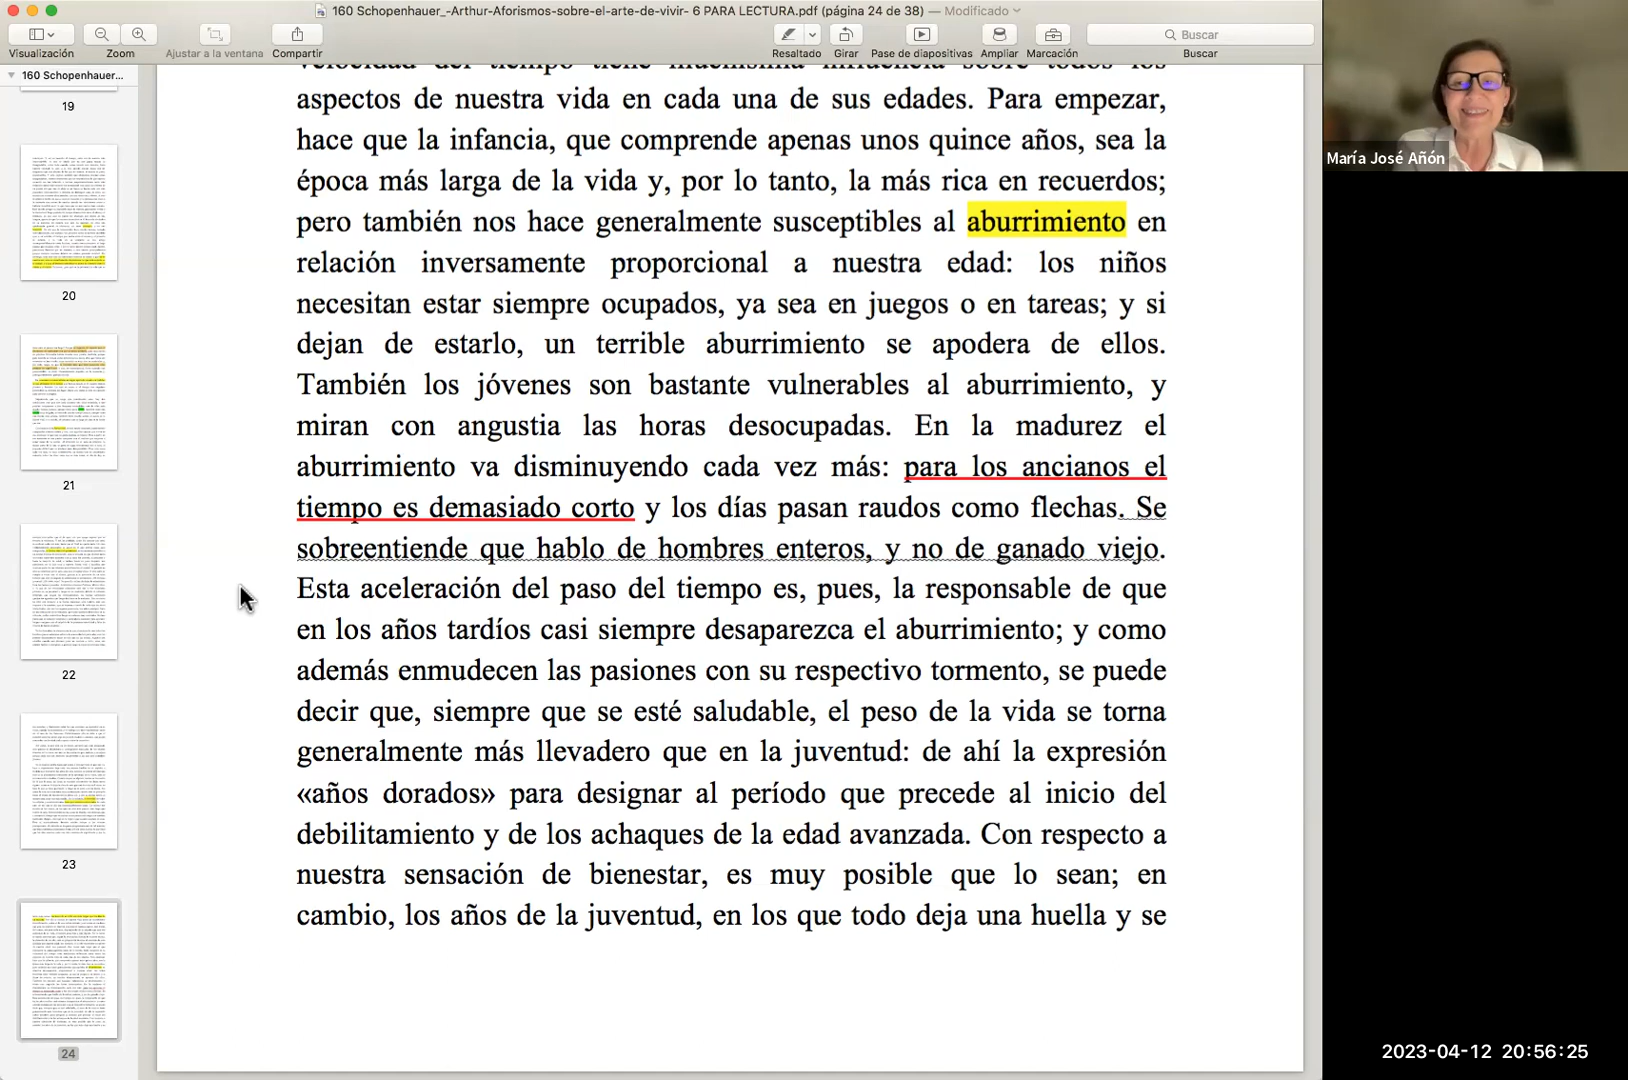 160 Schopenhauer_-Arthur-Aforismos-sobre-el-arte-de-vivir- 6 PARA LECTURA.pdf (página 24 de 38) — Modificado
Visualización
Zoom
Ajustar a la ventana
Compartir
Resaltado
Girar
Pase de diapositivas
Ampliar
Marcación
Buscar
Buscar
160 Schopenhauer...
19
20
21
22
23
24
velocidad del tiempo tiene muchísima influencia sobre todos los
aspectos de nuestra vida en cada una de sus edades. Para empezar,
hace que la infancia, que comprende apenas unos quince años, sea la
época más larga de la vida y, por lo tanto, la más rica en recuerdos;
pero también nos hace generalmente susceptibles al aburrimiento en
relación inversamente proporcional a nuestra edad: los niños
necesitan estar siempre ocupados, ya sea en juegos o en tareas; y si
dejan de estarlo, un terrible aburrimiento se apodera de ellos.
También los jóvenes son bastante vulnerables al aburrimiento, y
miran con angustia las horas desocupadas. En la madurez el
aburrimiento va disminuyendo cada vez más: para los ancianos el
tiempo es demasiado corto y los días pasan raudos como flechas. Se
sobreentiende que hablo de hombres enteros, y no de ganado viejo.
Esta aceleración del paso del tiempo es, pues, la responsable de que
en los años tardíos casi siempre desaparezca el aburrimiento; y como
además enmudecen las pasiones con su respectivo tormento, se puede
decir que, siempre que se esté saludable, el peso de la vida se torna
generalmente más llevadero que en la juventud: de ahí la expresión
«años dorados» para designar al período que precede al inicio del
debilitamiento y de los achaques de la edad avanzada. Con respecto a
nuestra sensación de bienestar, es muy posible que lo sean; en
cambio, los años de la juventud, en los que todo deja una huella y se
María José Añón
2023-04-12 20:56:25